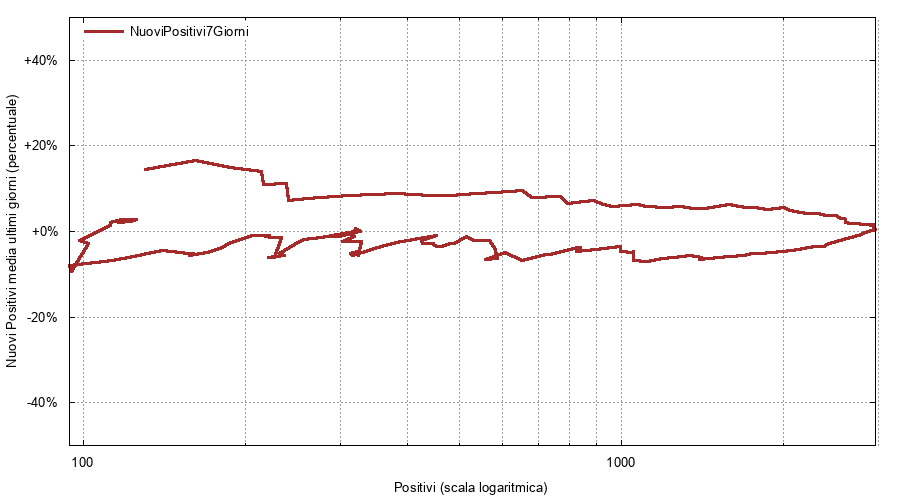 NuoviPositivi7Giorni
+40%
+20%
+0%
-20%
-40%
Nuovi Positivi media ultimi giorni (percentuale)
100
1000
Positivi (scala logaritmica)